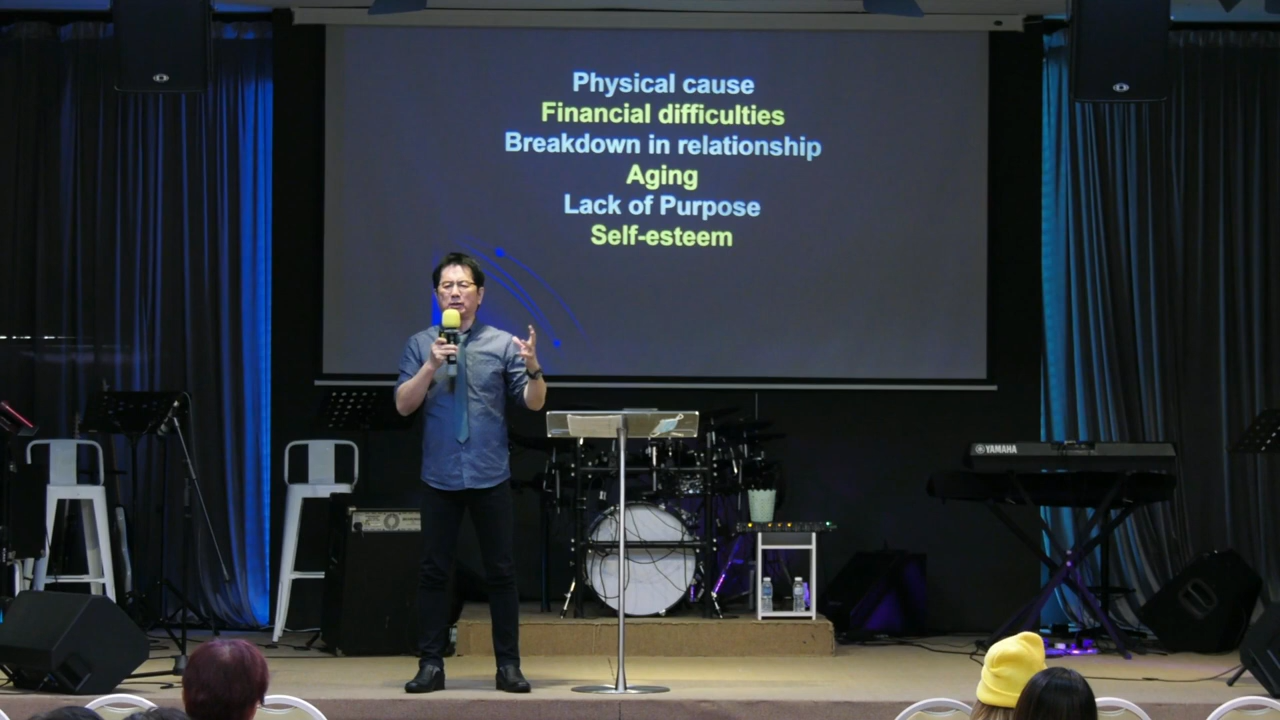 Physical cause
Financial difficulties
Breakdown in relationship
Aging
Lack of Purpose
Self-esteem
YAMAHA